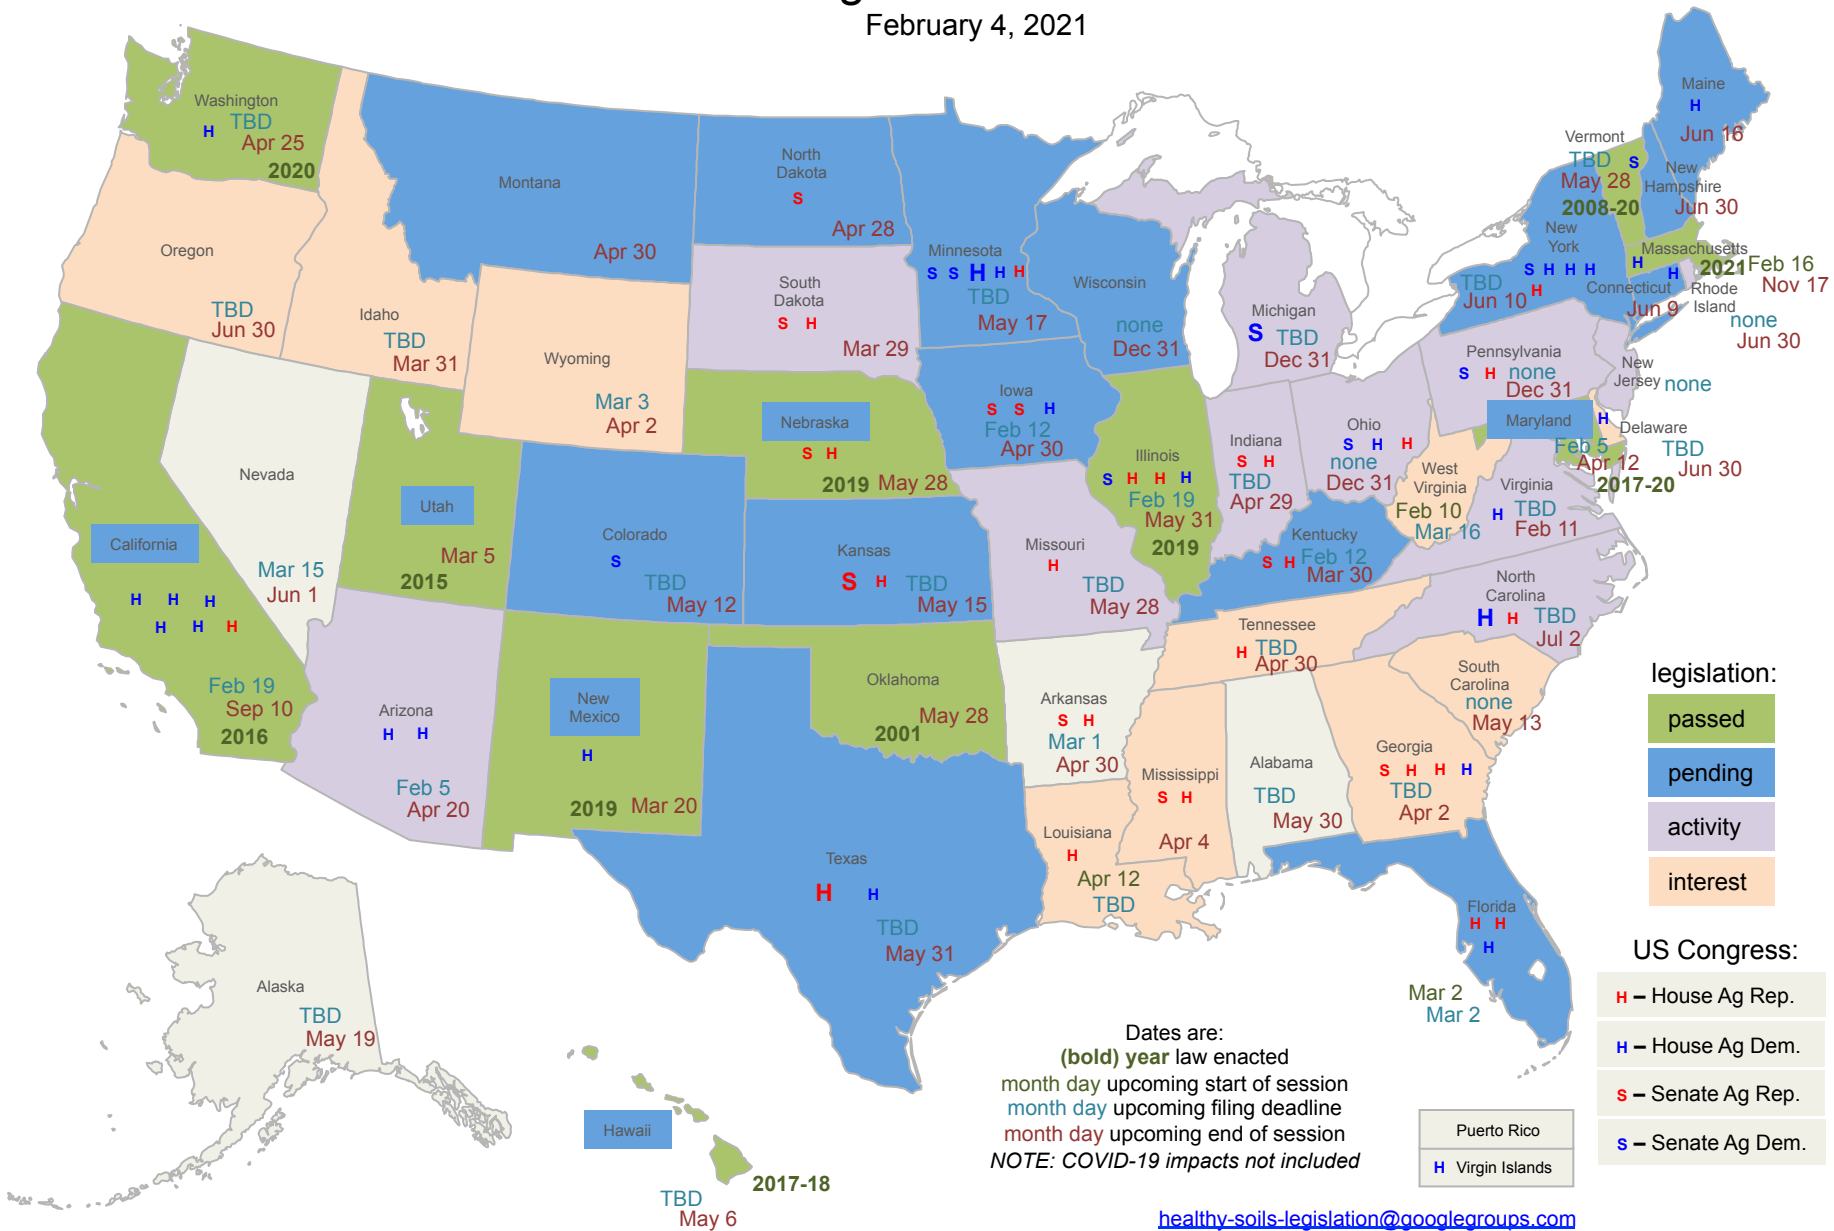 February 4, 2021
Washington
H TBD
Apr 25
2020
Oregon
TBD
Jun 30
Idaho
TBD
Mar 31
Montana
Apr 30
North
Dakota
S
Apr 28
South
Dakota
S H
Mar 29
Wyoming
Mar 3
Apr 2
Nebraska
S H
2019 May 28
Minnesota
S S H H H
TBD
May 17
Wisconsin
none
Dec 31
Iowa
S S H
Feb 12
Apr 30
Illinois
S H H H
Feb 19
May 31
2019
Michigan
S TBD
Dec 31
Indiana
S H
TBD
Apr 29
Ohio
S H H
none
Dec 31
Pennsylvania
S H none
Dec 31
New
York
S H H H
H
TBD
Jun 10
Vermont
TBD S
May 28
2008-20
New
Hampshire
Jun 30
Maine
H
Jun 16
Massachusetts
H
2021 Feb 16
Nov 17
Connecticut
H
Jun 9
Rhode
Island
none
Jun 30
New
Jersey none
Maryland
H
Feb 5
Apr 12
2017-20
Delaware
TBD
Jun 30
West
Virginia
Feb 10
Mar 16
Virginia
H TBD
Feb 11
Kentucky
S H Feb 12
Mar 30
North
Carolina
H H TBD
Jul 2
South
Carolina
none
May 13
Tennessee
H TBD
Apr 30
Georgia
S H H H
TBD
Apr 2
Alabama
TBD
May 30
Mississippi
S H
Apr 4
Louisiana
H
Apr 12
TBD
Arkansas
S H
Mar 1
Apr 30
Missouri
H
TBD
May 28
Kansas
S H TBD
May 15
Colorado
S
TBD
May 12
Utah
Mar 5
2015
Nevada
Mar 15
Jun 1
California
H H H
H H H
Feb 19
Sep 10
2016
Arizona
H H
Feb 5
Apr 20
New
Mexico
H
2019 Mar 20
Oklahoma
May 28
2001
Texas
H H
TBD
May 31
Florida
H H
H
Mar 2
Mar 2
Alaska
TBD
May 19
Hawaii
2017-18
TBD
May 6
Dates are:
(bold) year law enacted
month day upcoming start of session
month day upcoming filing deadline
month day upcoming end of session
NOTE: COVID-19 impacts not included
Puerto Rico
H Virgin Islands
legislation:
passed
pending
activity
interest
US Congress:
H – House Ag Rep.
H – House Ag Dem.
S – Senate Ag Rep.
S – Senate Ag Dem.
healthy-soils-legislation@googlegroups.com